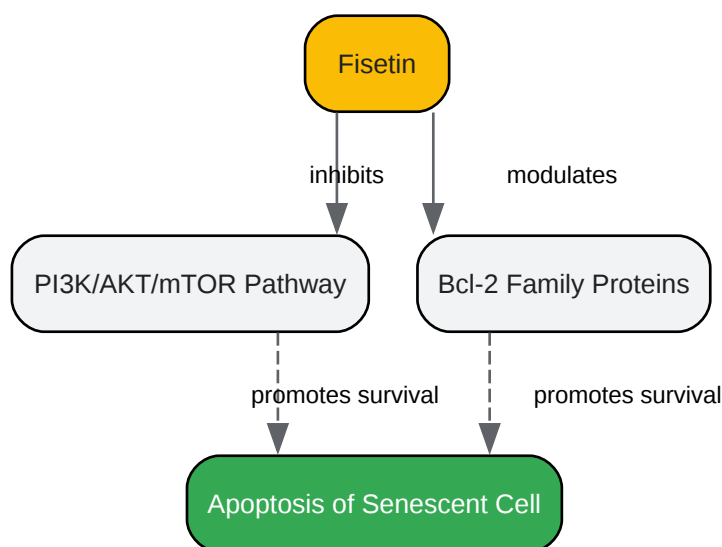 Fisetin
inhibits
modulates
PI3K/AKT/mTOR Pathway
Bcl-2 Family Proteins
promotes survival
promotes survival
Apoptosis of Senescent Cell